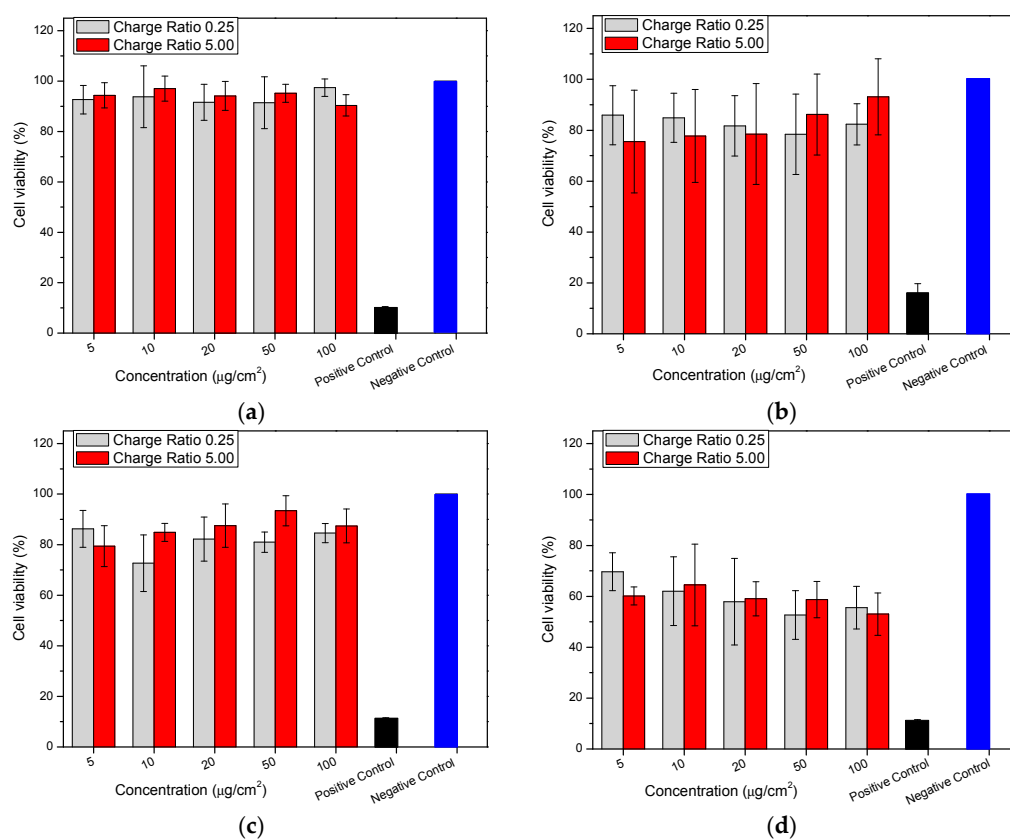 120
100
80
60
40
20
0
Cell viability (%)
Charge Ratio 0.25
Charge Ratio 5.00
5
10
20
50
100
Positive Control
Negative Control
Concentration (μg/cm²)
(a)
120
100
80
60
40
20
0
Cell viability (%)
Charge Ratio 0.25
Charge Ratio 5.00
5
10
20
50
100
Positive Control
Negative Control
Concentration (μg/cm²)
(b)
120
100
80
60
40
20
0
Cell viability (%)
Charge Ratio 0.25
Charge Ratio 5.00
5
10
20
50
100
Positive Control
Negative Control
Concentration (μg/cm²)
(c)
120
100
80
60
40
20
0
Cell viability (%)
Charge Ratio 0.25
Charge Ratio 5.00
5
10
20
50
100
Positive Control
Negative Control
Concentration (μg/cm²)
(d)